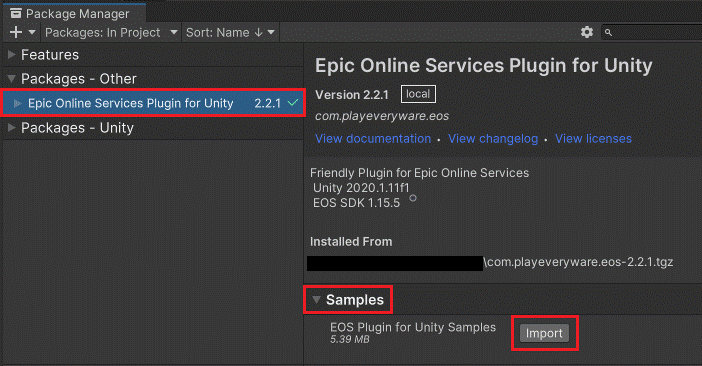 Package Manager
+ Packages: In Project Sort: Name ↓
Features
Packages - Other
Epic Online Services Plugin for Unity 2.2.1 ✓
Packages - Unity
Epic Online Services Plugin for Unity
Version 2.2.1 local
com.playeveryware.eos
View documentation • View changelog • View licenses
Friendly Plugin for Epic Online Services
Unity 2020.1.11f1
EOS SDK 1.15.5
Installed From
\com.playeveryware.eos-2.2.1.tgz
Samples
EOS Plugin for Unity Samples
5.39 MB
Import